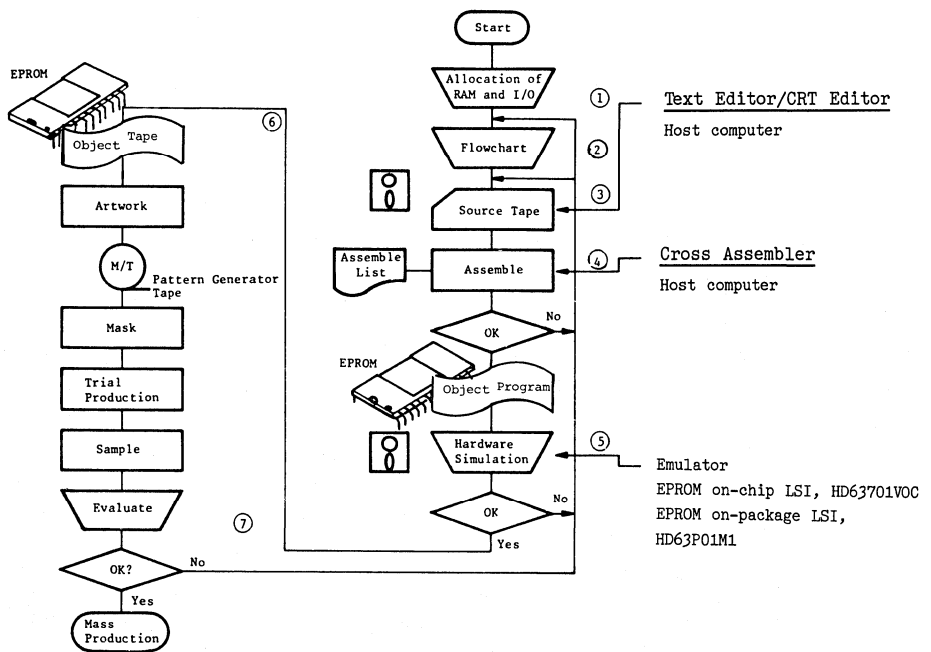 Start
Allocation of
RAM and I/O
①
Text Editor/CRT Editor
Host computer
Flowchart
②
③
Source Tape
Assemble
List
Assemble
④
Cross Assembler
Host computer
OK
No
EPROM
Object Program
Hardware
Simulation
⑤
Emulator
EPROM on-chip LSI, HD63701VOC
EPROM on-package LSI,
HD63P01M1
OK
No
Yes
EPROM
⑥
Object Tape
Artwork
M/T
Pattern Generator
Tape
Mask
Trial
Production
Sample
Evaluate
⑦
OK?
No
Yes
Mass
Production